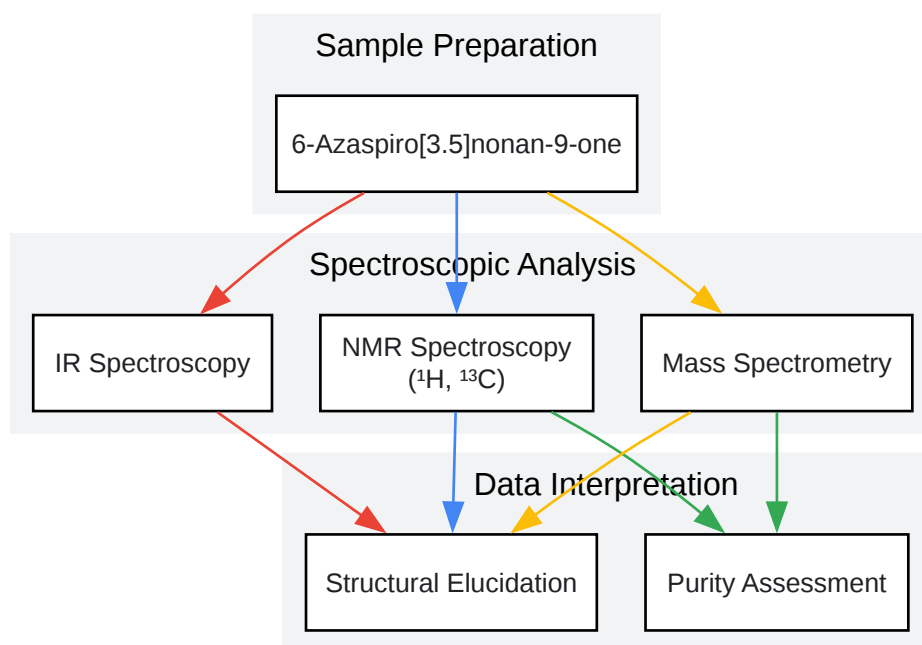 Sample Preparation
6-Azaspiro[3.5]nonan-9-one
Spectroscopic Analysis
IR Spectroscopy
NMR Spectroscopy
(¹H, ¹³C)
Mass Spectrometry
Data Interpretation
Structural Elucidation
Purity Assessment